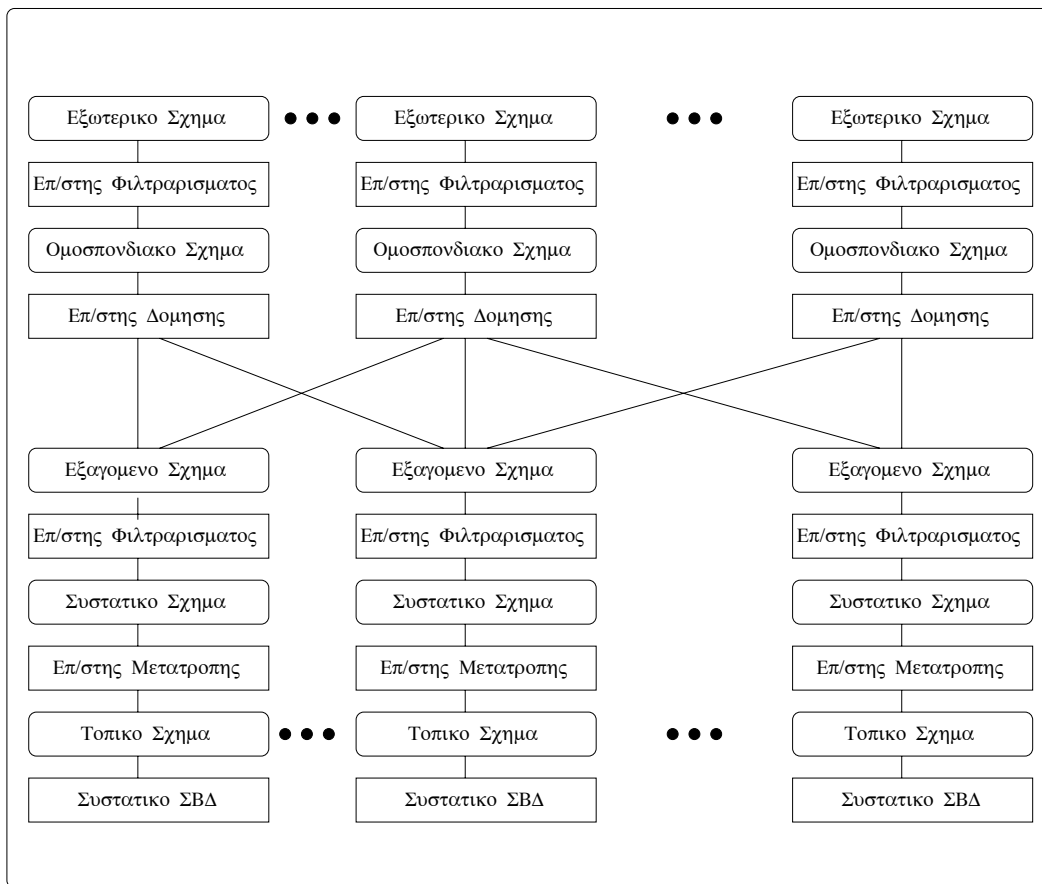 Εξωτερικο Σχημα Εξωτερικο Σχημα Εξωτερικο Σχημα
Επ/στης Φιλτραρισματος Επ/στης Φιλτραρισματος Επ/στης Φιλτραρισματος
Ομοσπονδιακο Σχημα Ομοσπονδιακο Σχημα Ομοσπονδιακο Σχημα
Επ/στης Δομησης Επ/στης Δομησης Επ/στης Δομησης
Εξαγομενο Σχημα Εξαγομενο Σχημα Εξαγομενο Σχημα
Επ/στης Φιλτραρισματος Επ/στης Φιλτραρισματος Επ/στης Φιλτραρισματος
Συστατικο Σχημα Συστατικο Σχημα Συστατικο Σχημα
Επ/στης Μετατροπης Επ/στης Μετατροπης Επ/στης Μετατροπης
Τοπικο Σχημα Τοπικο Σχημα Τοπικο Σχημα
Συστατικο ΣΒΔ Συστατικο ΣΒΔ Συστατικο ΣΒΔ